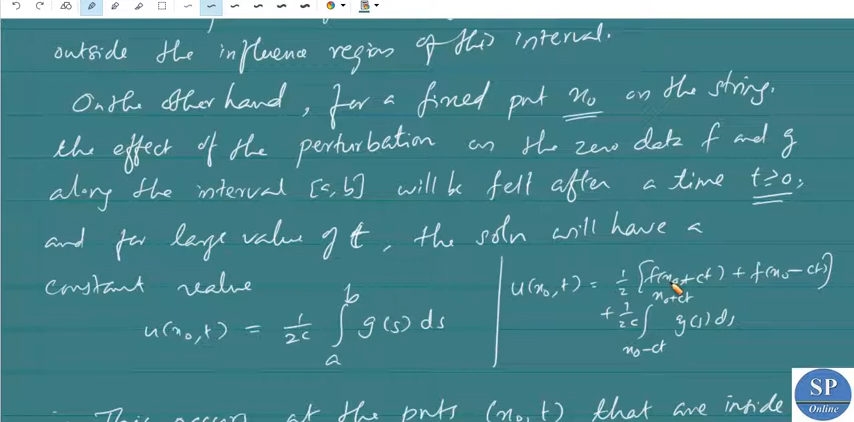 outside the influence region of this interval.
On the other hand, for a fixed pnt x₀ on the string.
the effect of the perturbation on the zero data f and g
along the interval [a, b] will be felt after a time t ≥ 0,
and for large value of t, the soln will have a
constant value
u(x₀, t) = 1/2c ∫_a^b g(s) ds
u(x₀, t) = 1/2 [f(x₀+ct) + f(x₀-ct)]
+ 1/2c ∫_{x₀-ct}^{x₀+ct} g(s) ds
This occurs at the pnts (x₀, t) that are inside
SP
Online